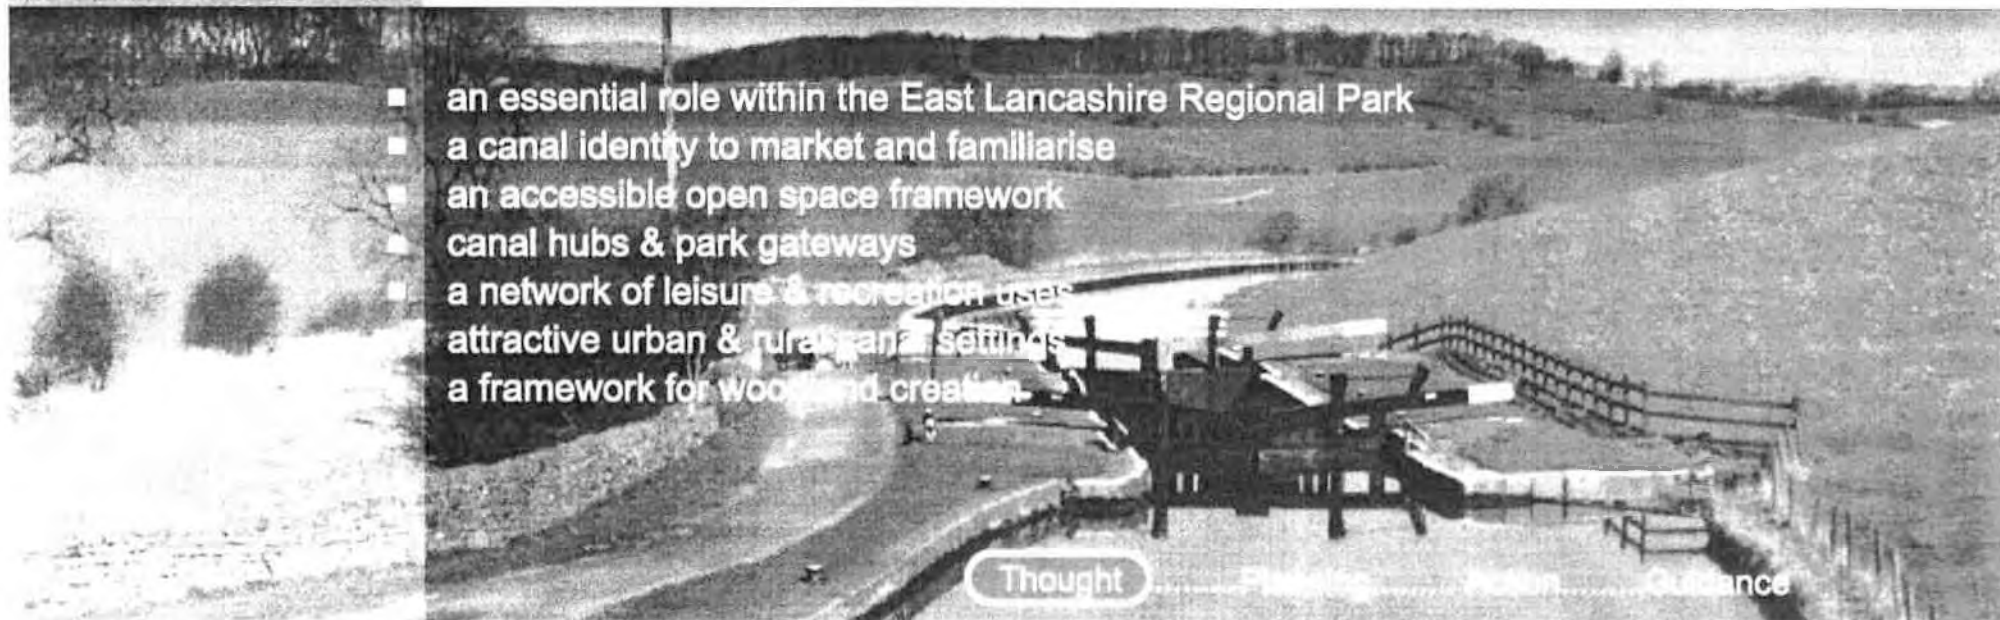 ▪ an essential role within the East Lancashire Regional Park
▪ a canal identity to market and familiarise
▪ an accessible open space framework
▪ canal hubs & park gateways
▪ a network of leisure & recreation uses
attractive urban & rural canal settings
a framework for woodland creation
Thought ........ Planning ........ Action ........ Guidance